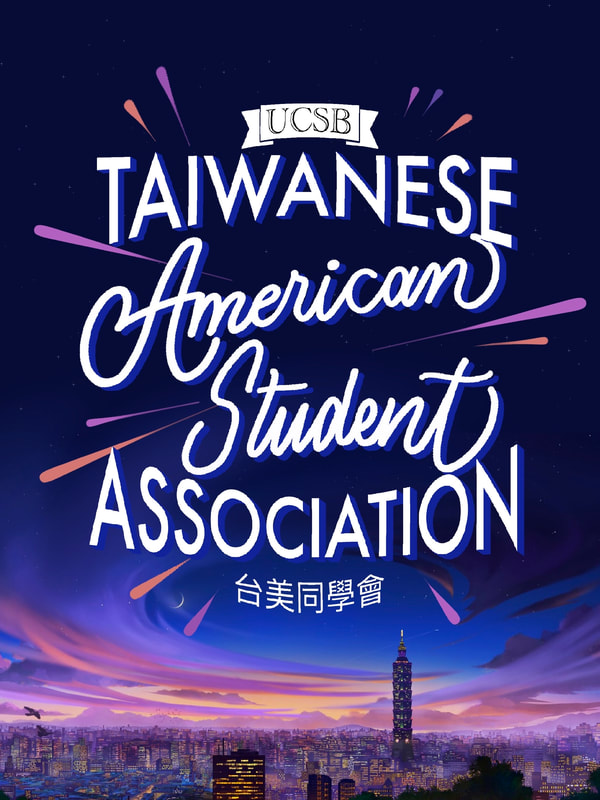 UCSB
TAIWANESE
American
Student
ASSOCIATION
台美同學會